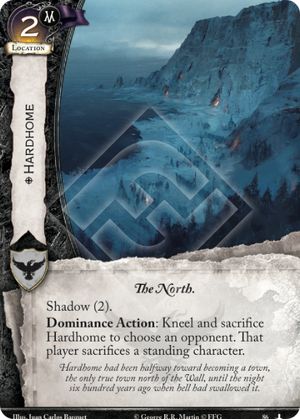 2
LOCATION
HARDHOME
The North.
Shadow (2).
Dominance Action: Kneel and sacrifice
Hardhome to choose an opponent. That
player sacrifices a standing character.
Hardhome had been halfway toward becoming a town,
the only true town north of the Wall, until the night
six hundred years ago when hell had swallowed it.
Illus. Juan Carlos Barquet
© George R.R. Martin © FFG
86